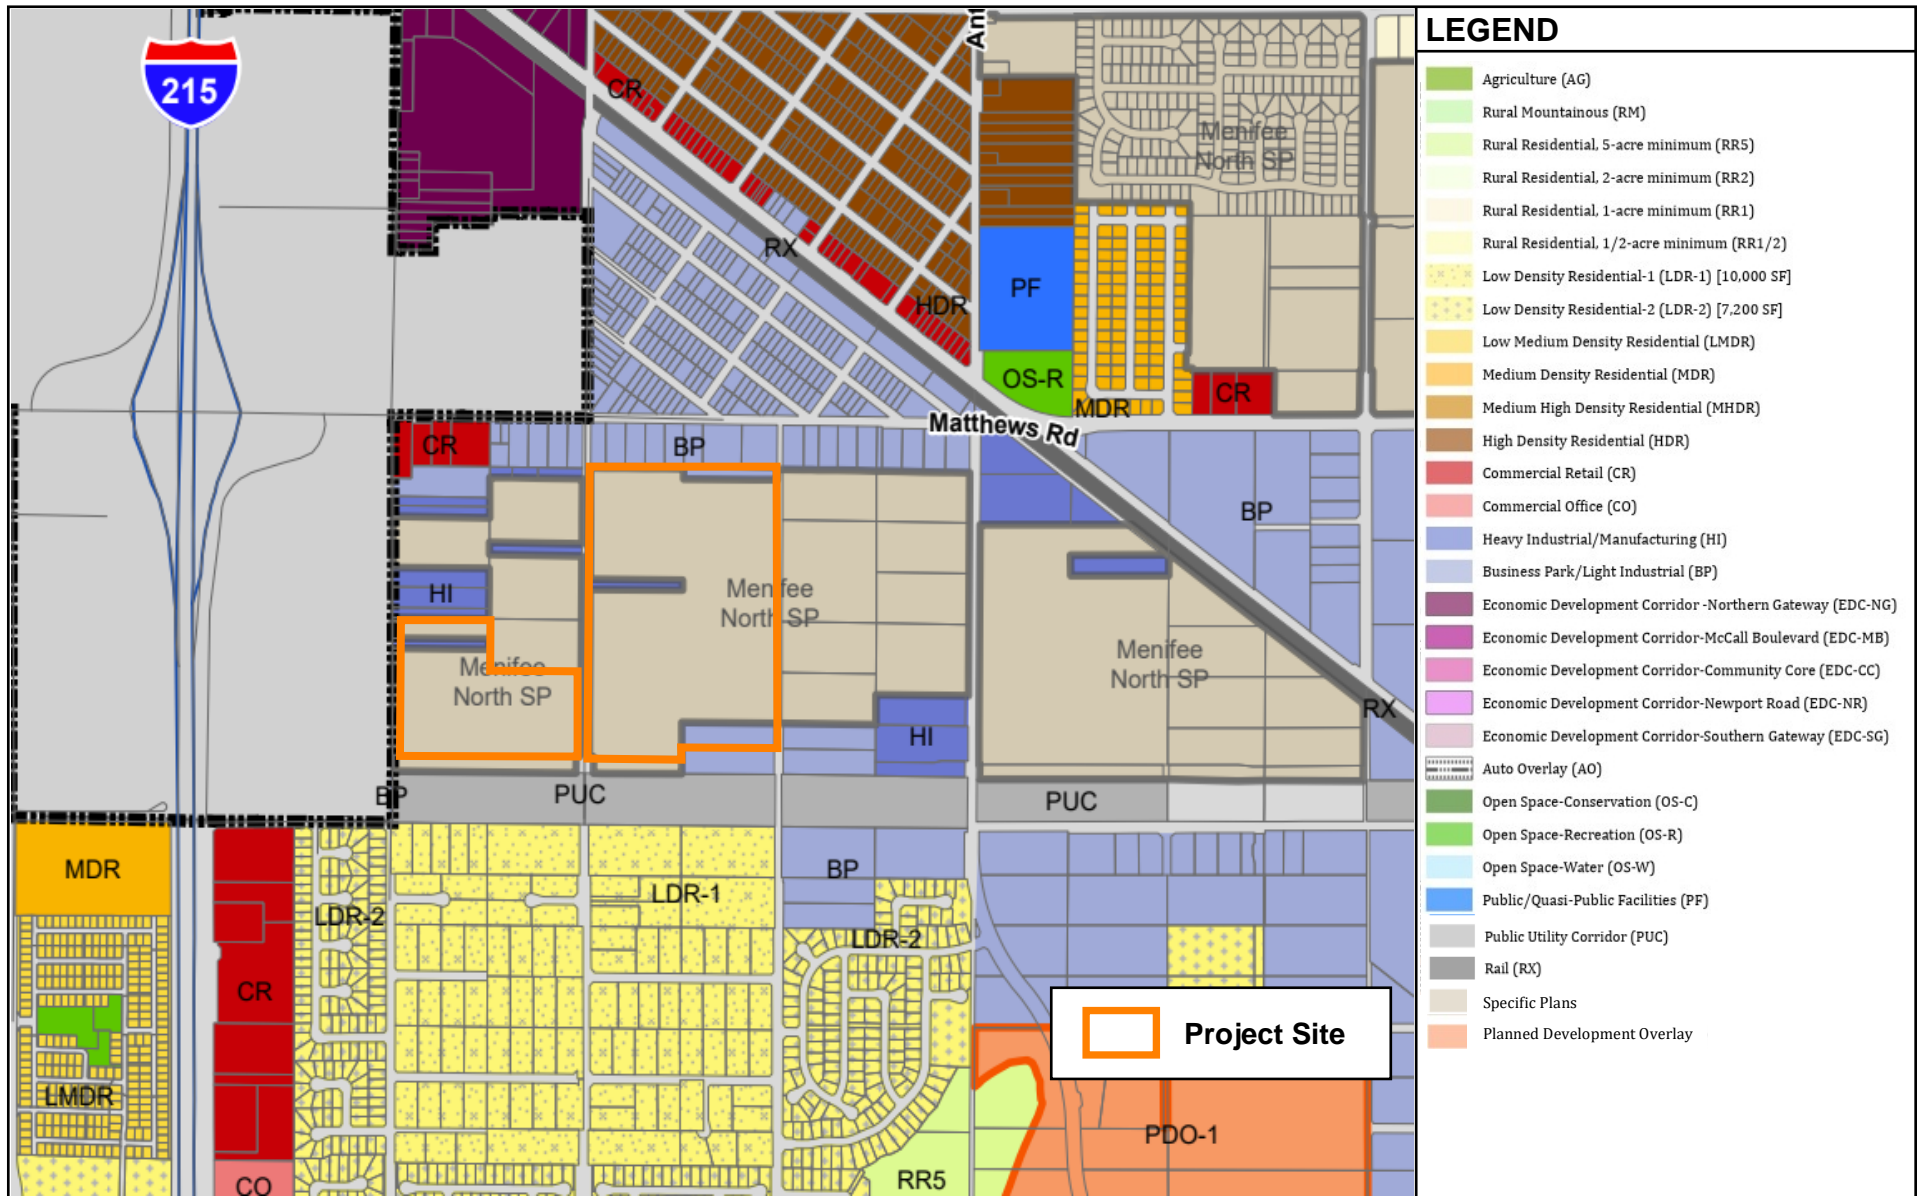 215
CR
An
Menifee
North SP
RX
HDR
PF
OS-R
MDR
CR
Matthews Rd
CR
BP
BP
HI
Menifee
North SP
Menifee
North SP
Menifee
North SP
HI
RX
BP
PUC
PUC
MDR
LDR-2
LDR-1
BP
LDR-2
CR
LMDR
CO
RR5
PDO-1
Project Site
LEGEND
Agriculture (AG)
Rural Mountainous (RM)
Rural Residential, 5-acre minimum (RR5)
Rural Residential, 2-acre minimum (RR2)
Rural Residential, 1-acre minimum (RR1)
Rural Residential, 1/2-acre minimum (RR1/2)
Low Density Residential-1 (LDR-1) [10,000 SF]
Low Density Residential-2 (LDR-2) [7,200 SF]
Low Medium Density Residential (LMDR)
Medium Density Residential (MDR)
Medium High Density Residential (MHDR)
High Density Residential (HDR)
Commercial Retail (CR)
Commercial Office (CO)
Heavy Industrial/Manufacturing (HI)
Business Park/Light Industrial (BP)
Economic Development Corridor -Northern Gateway (EDC-NG)
Economic Development Corridor-McCall Boulevard (EDC-MB)
Economic Development Corridor-Community Core (EDC-CC)
Economic Development Corridor-Newport Road (EDC-NR)
Economic Development Corridor-Southern Gateway (EDC-SG)
Auto Overlay (AO)
Open Space-Conservation (OS-C)
Open Space-Recreation (OS-R)
Open Space-Water (OS-W)
Public/Quasi-Public Facilities (PF)
Public Utility Corridor (PUC)
Rail (RX)
Specific Plans
Planned Development Overlay